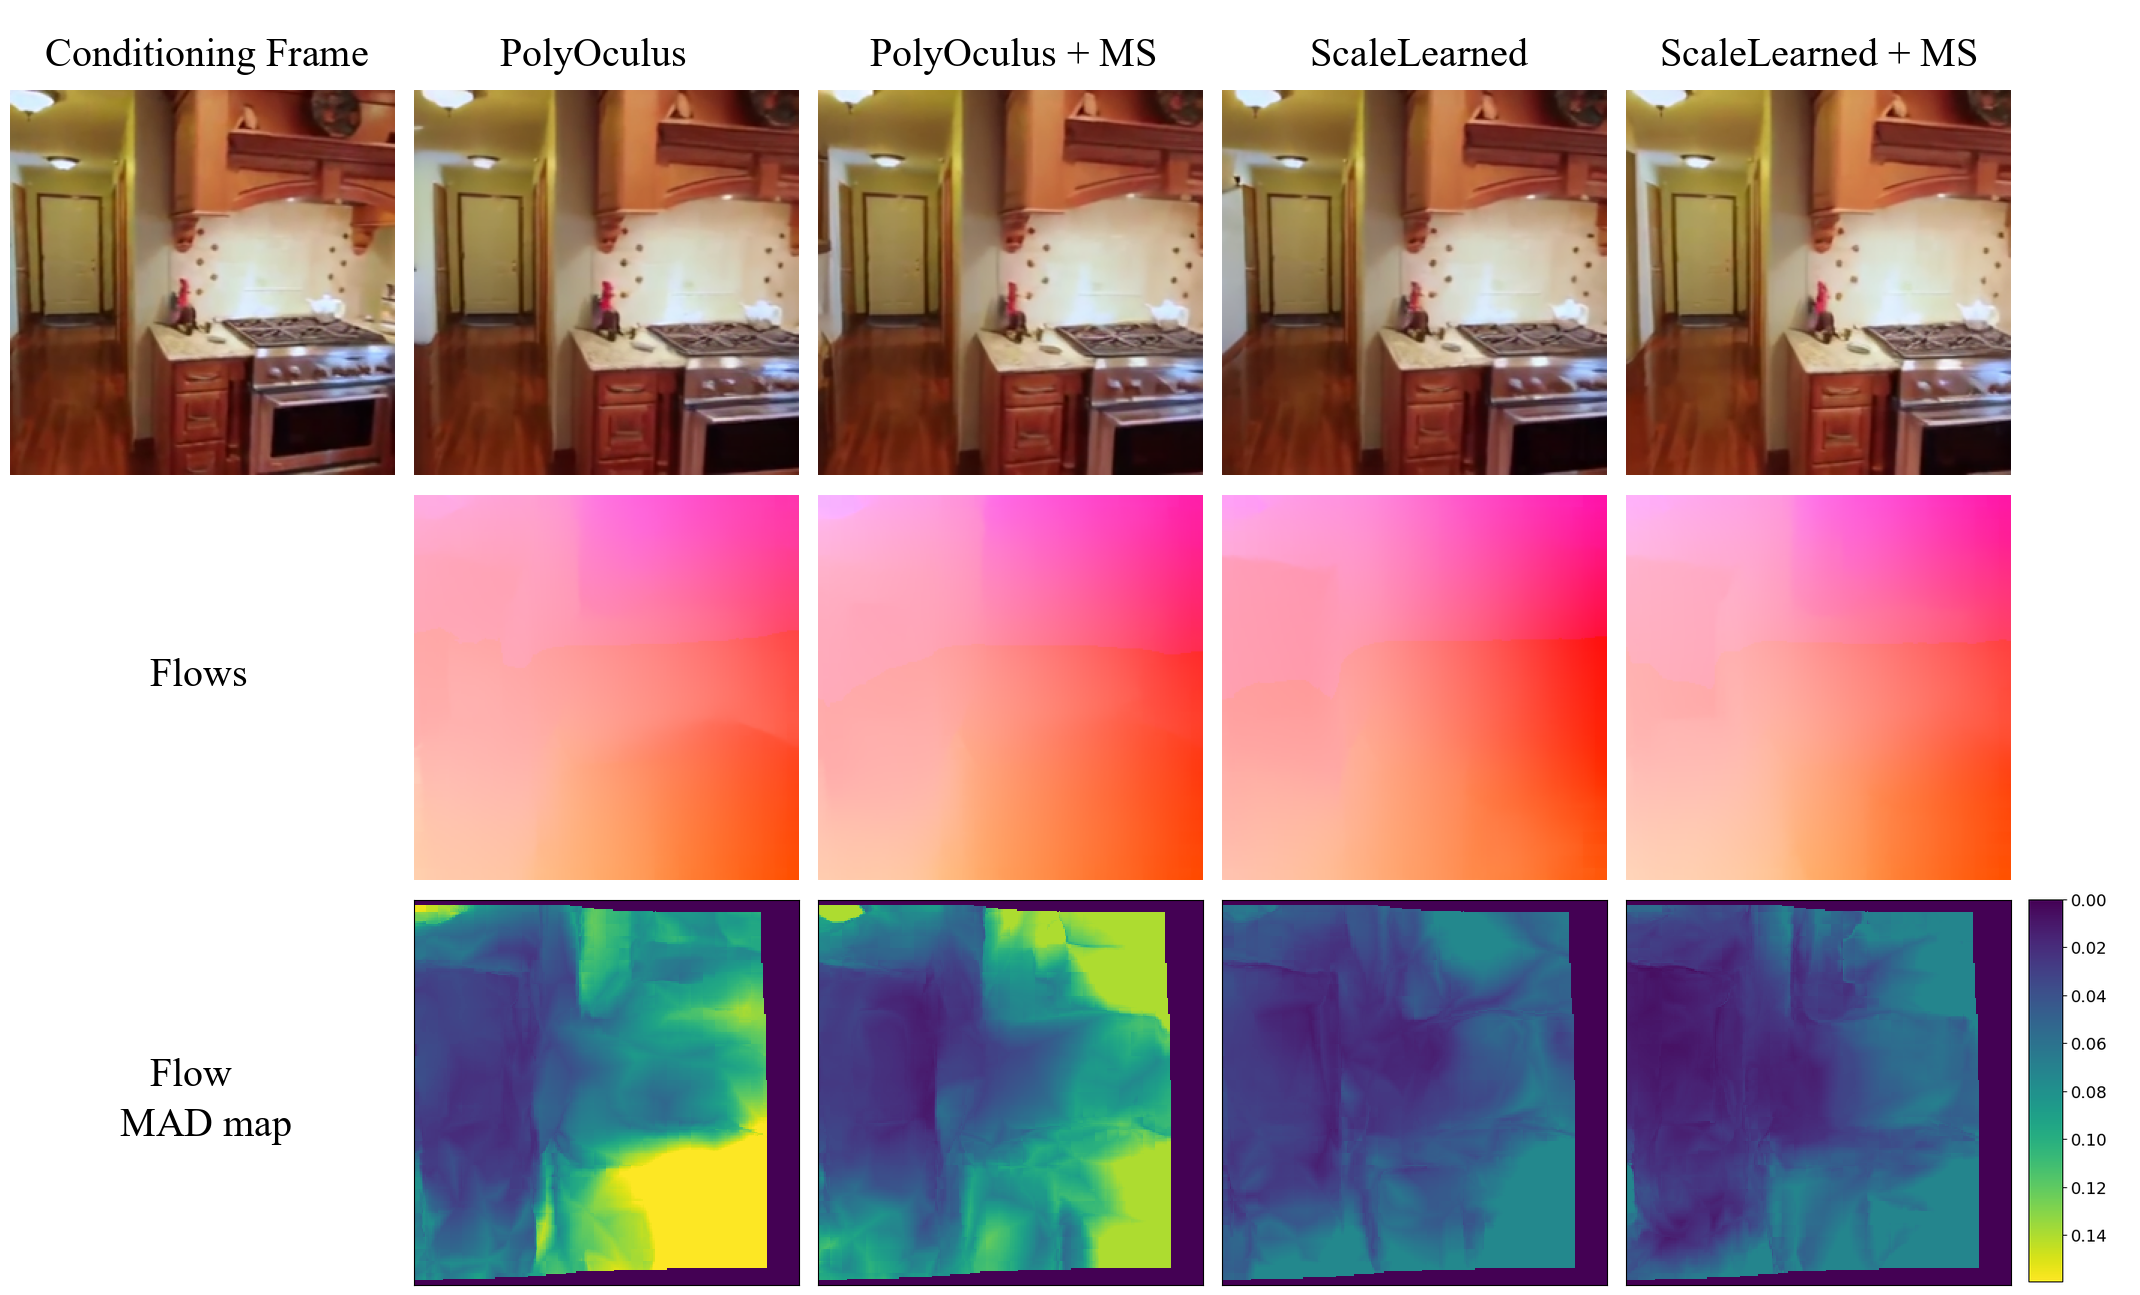 Conditioning Frame
PolyOculus
PolyOculus + MS
ScaleLearned
ScaleLearned + MS
Flows
Flow
MAD map
0.00
0.02
0.04
0.06
0.08
0.10
0.12
0.14